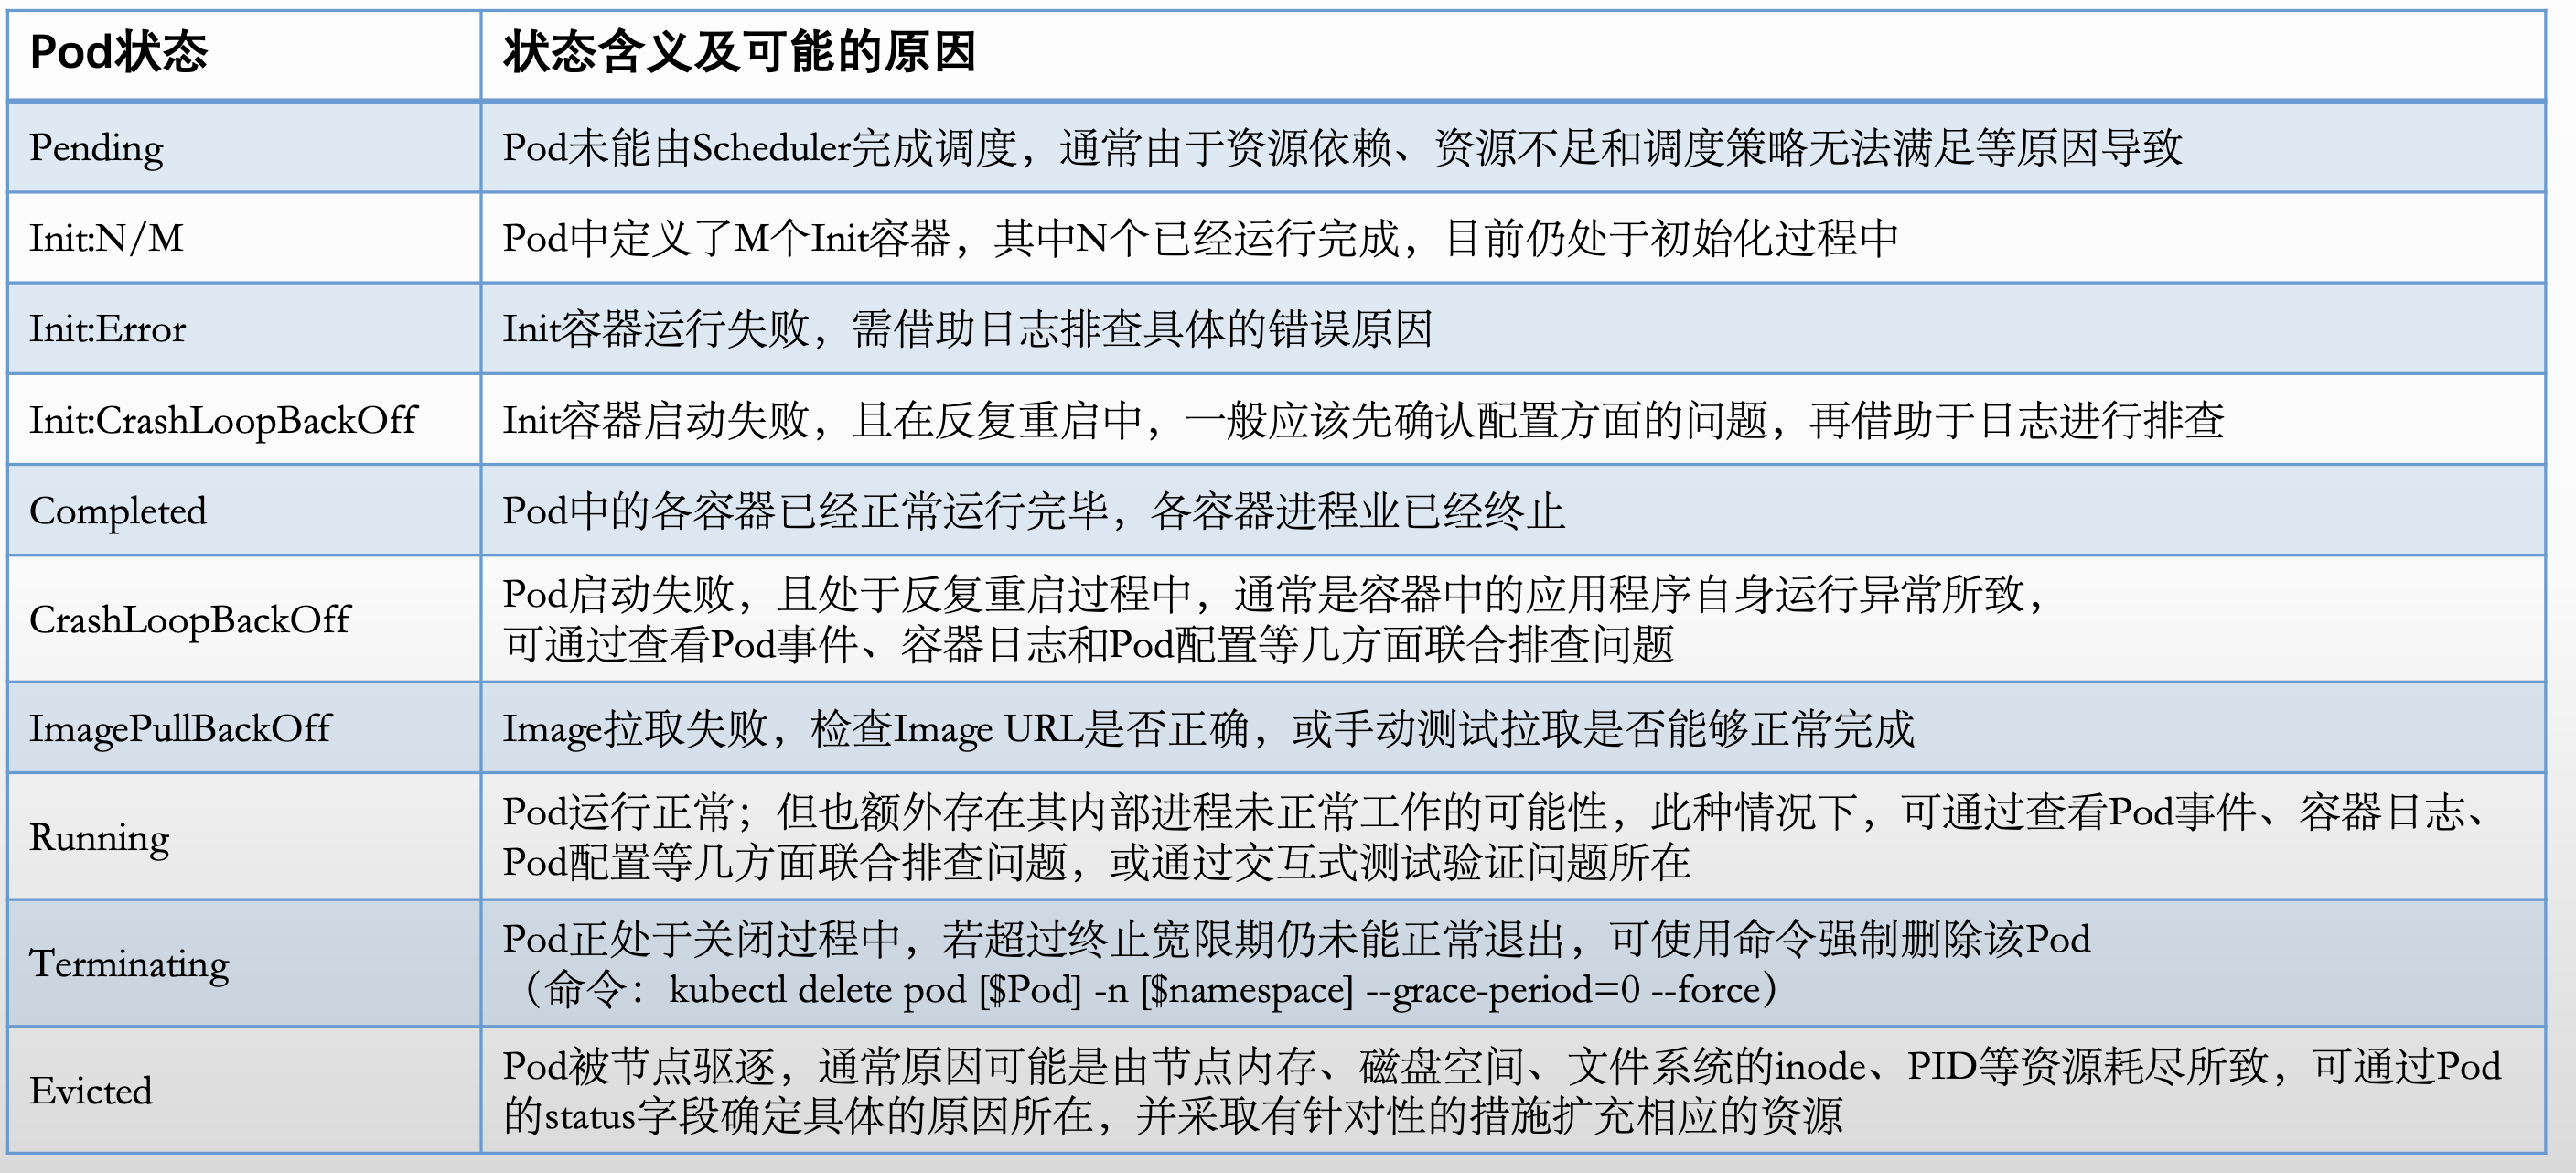 Pod状态
状态含义及可能的原因
Pending
Pod未能由Scheduler完成调度，通常由于资源依赖、资源不足和调度策略无法满足等原因导致
Init:N/M
Pod中定义了M个Init容器，其中N个已经运行完成，目前仍处于初始化过程中
Init:Error
Init容器运行失败，需借助日志排查具体的错误原因
Init:CrashLoopBackOff
Init容器启动失败，且在反复重启中，一般应该先确认配置方面的问题，再借助于日志进行排查
Completed
Pod中的各容器已经正常运行完毕，各容器进程业已经终止
CrashLoopBackOff
Pod启动失败，且处于反复重启过程中，通常是容器中的应用程序自身运行异常所致，
可通过查看Pod事件、容器日志和Pod配置等几方面联合排查问题
ImagePullBackOff
Image拉取失败，检查Image URL是否正确，或手动测试拉取是否能够正常完成
Running
Pod运行正常；但也额外存在其内部进程未正常工作的可能性，此种情况下，可通过查看Pod事件、容器日志、
Pod配置等几方面联合排查问题，或通过交互式测试验证问题所在
Terminating
Pod正处于关闭过程中，若超过终止宽限期仍未能正常退出，可使用命令强制删除该Pod
（命令：kubectl delete pod [$Pod] -n [$namespace] --grace-period=0 --force）
Evicted
Pod被节点驱逐，通常原因可能是由节点内存、磁盘空间、文件系统的inode、PID等资源耗尽所致，可通过Pod
的status字段确定具体的原因所在，并采取有针对性的措施扩充相应的资源